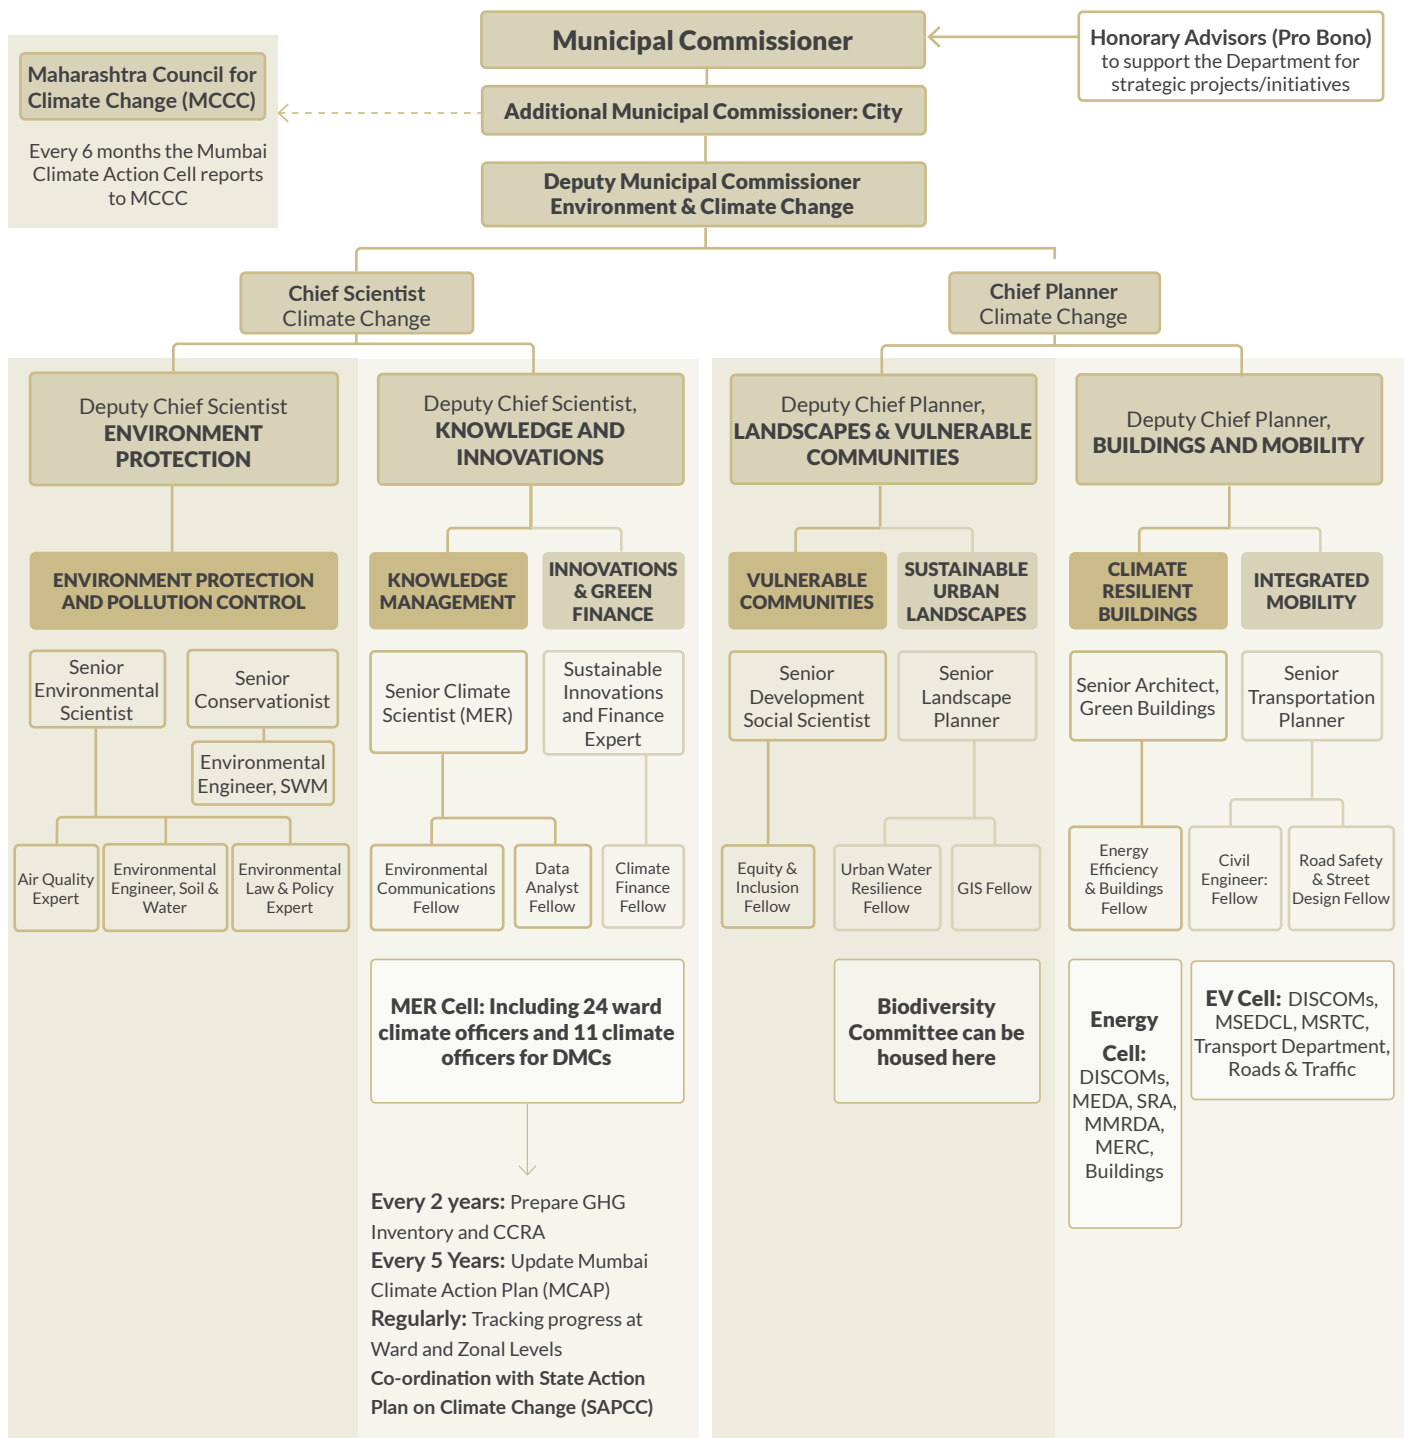 Municipal Commissioner
Honorary Advisors (Pro Bono)
to support the Department for
strategic projects/initiatives
Maharashtra Council for
Climate Change (MCCC)
Every 6 months the Mumbai
Climate Action Cell reports
to MCCC
Additional Municipal Commissioner: City
Deputy Municipal Commissioner
Environment & Climate Change
Chief Scientist
Climate Change
Chief Planner
Climate Change
Deputy Chief Scientist
ENVIRONMENT
PROTECTION
Deputy Chief Scientist,
KNOWLEDGE AND
INNOVATIONS
Deputy Chief Planner,
LANDSCAPES & VULNERABLE
COMMUNITIES
Deputy Chief Planner,
BUILDINGS AND MOBILITY
ENVIRONMENT PROTECTION
AND POLLUTION CONTROL
KNOWLEDGE
MANAGEMENT
INNOVATIONS
& GREEN
FINANCE
VULNERABLE
COMMUNITIES
SUSTAINABLE
URBAN
LANDSCAPES
CLIMATE
RESILIENT
BUILDINGS
INTEGRATED
MOBILITY
Senior
Environmental
Scientist
Senior
Conservationist
Environmental
Engineer, SWM
Senior Climate
Scientist (MER)
Sustainable
Innovations
and Finance
Expert
Senior
Development
Social Scientist
Senior
Landscape
Planner
Senior Architect,
Green Buildings
Senior
Transportation
Planner
Air Quality
Expert
Environmental
Engineer, Soil &
Water
Environmental
Law & Policy
Expert
Environmental
Communications
Fellow
Data
Analyst
Fellow
Climate
Finance
Fellow
Equity &
Inclusion
Fellow
Urban Water
Resilience
Fellow
GIS Fellow
Energy
Efficiency
& Buildings
Fellow
Civil
Engineer:
Fellow
Road Safety
& Street
Design Fellow
MER Cell: Including 24 ward
climate officers and 11 climate
officers for DMCs
Biodiversity
Committee can be
housed here
Energy
Cell:
DISCOMs,
MEDA, SRA,
MMRDA,
MERC,
Buildings
EV Cell: DISCOMs,
MSEDCL, MSRTC,
Transport Department,
Roads & Traffic
Every 2 years: Prepare GHG
Inventory and CCRA
Every 5 Years: Update Mumbai
Climate Action Plan (MCAP)
Regularly: Tracking progress at
Ward and Zonal Levels
Co-ordination with State Action
Plan on Climate Change (SAPCC)